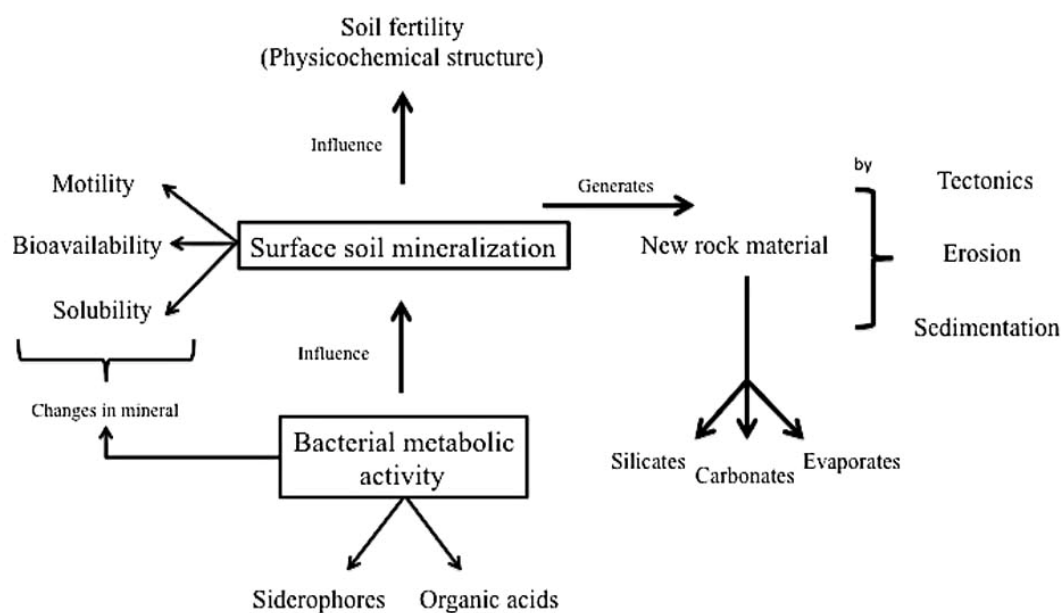 Soil fertility
(Physicochemical structure)
Influence
by
Motility
Generates
Tectonics
Bioavailability
Surface soil mineralization
New rock material
Erosion
Solubility
Sedimentation
Influence
Changes in mineral
Bacterial metabolic
activity
Silicates
Carbonates
Evaporates
Siderophores
Organic acids